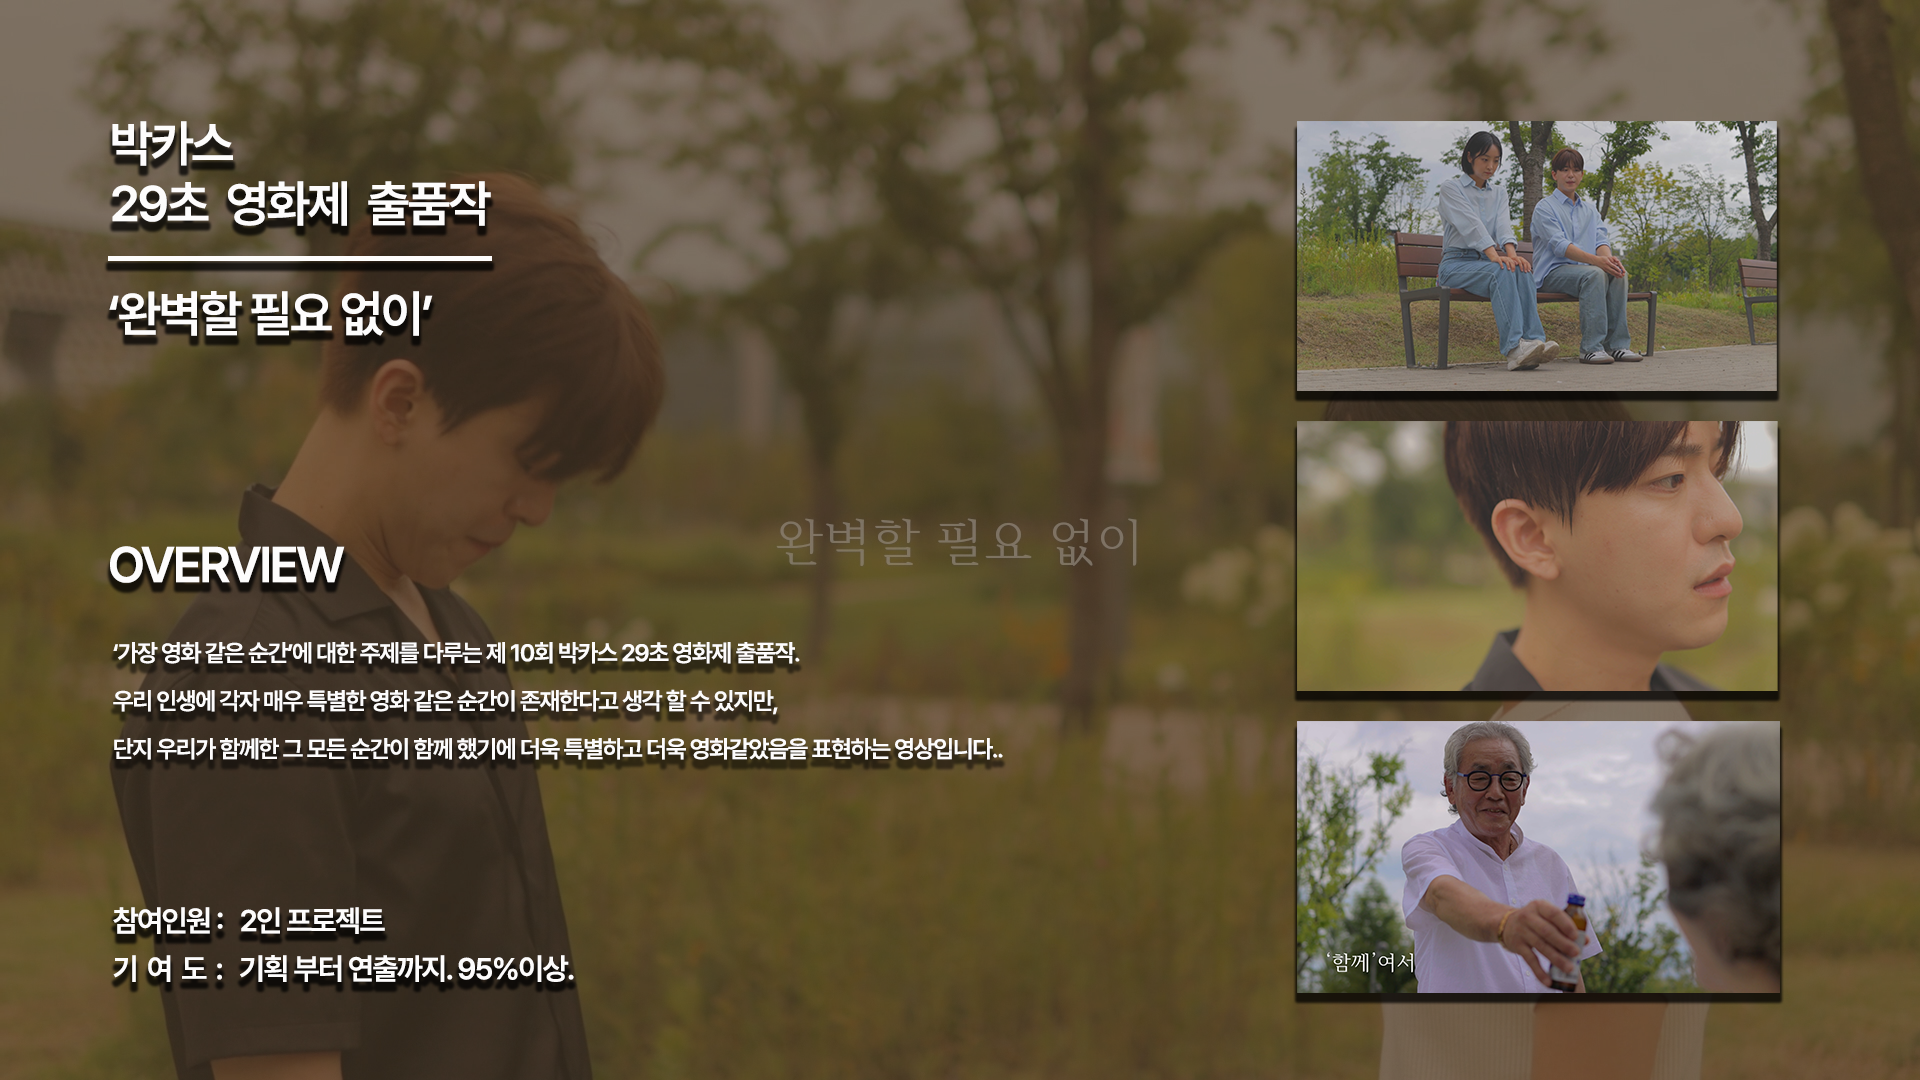 박카스
29초 영화제 출품작
‘완벽할 필요 없이’
OVERVIEW
‘가장 영화 같은 순간’에 대한 주제를 다루는 제 10회 박카스 29초 영화제 출품작.
우리 인생에 각자 매우 특별한 영화 같은 순간이 존재한다고 생각 할 수 있지만,
단지 우리가 함께한 그 모든 순간이 함께 했기에 더욱 특별하고 더욱 영화같았음을 표현하는 영상입니다..
참여인원 : 2인 프로젝트
기 여 도 : 기획 부터 연출까지. 95%이상.
완벽할 필요 없이
‘함께’여서